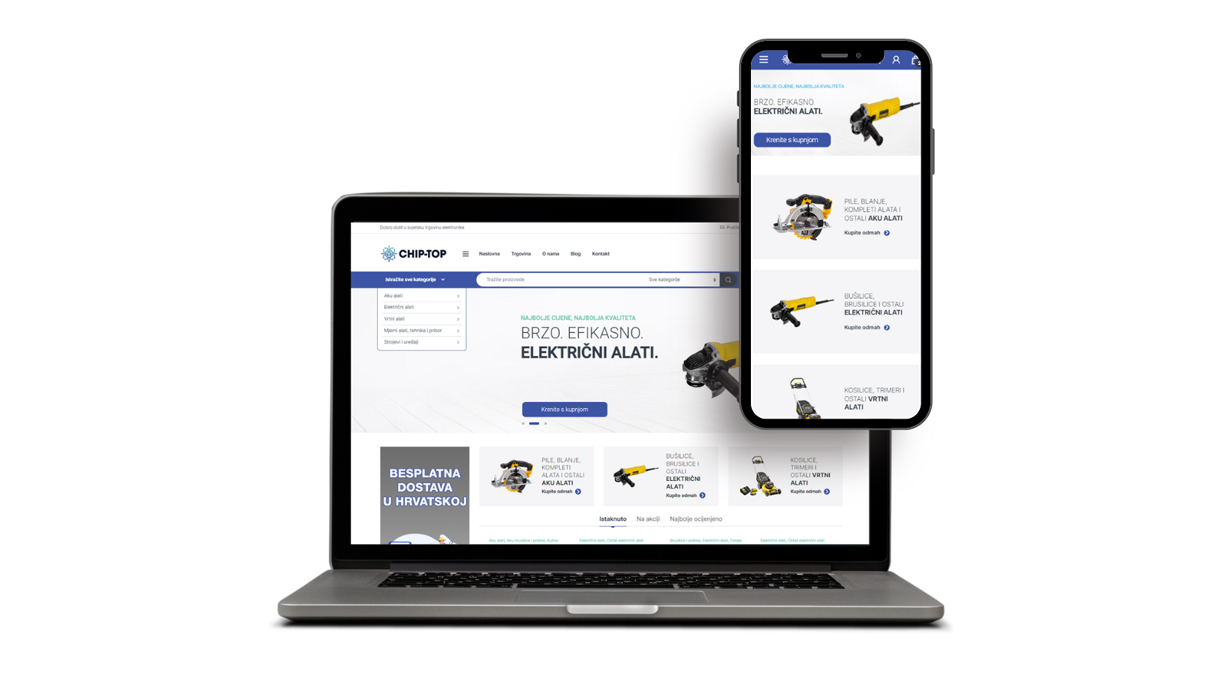 Dobro došli u svjetsku trgovinu elektronike
CHIP-TOP
Naslovna
Trgovina
O nama
Blog
Kontakt
Istražite sve kategorije
Tražite proizvode
Sve kategorije
Aku alati
Električni alati
Vrtni alati
Mjerni alati, tehnika i pribor
Strojevi i uređaji
NAJBOLJE CIJENE, NAJBOLJA KVALITETA
BRZO. EFIKASNO.
ELEKTRIČNI ALATI.
Krenite s kupnjom
BESPLATNA
DOSTAVA
U HRVATSKOJ
PILE, BLANJE,
KOMPLETI
ALATA I OSTALI
AKU ALATI
Kupite odmah
BUŠILICE,
BRUSILICE I
OSTALI
ELEKTRIČNI
ALATI
Kupite odmah
KOSILICE,
TRIMERI I
OSTALI VRTNI
ALATI
Kupite odmah
Istaknuto
Na akciji
Najbolje ocijenjeno
NAJBOLJE CIJENE, NAJBOLJA KVALITETA
BRZO. EFIKASNO.
ELEKTRIČNI ALATI.
Krenite s kupnjom
PILE, BLANJE,
KOMPLETI ALATA I
OSTALI AKU ALATI
Kupite odmah
BUŠILICE,
BRUSILICE I OSTALI
ELEKTRIČNI ALATI
Kupite odmah
KOSILICE, TRIMERI I
OSTALI VRTNI
ALATI